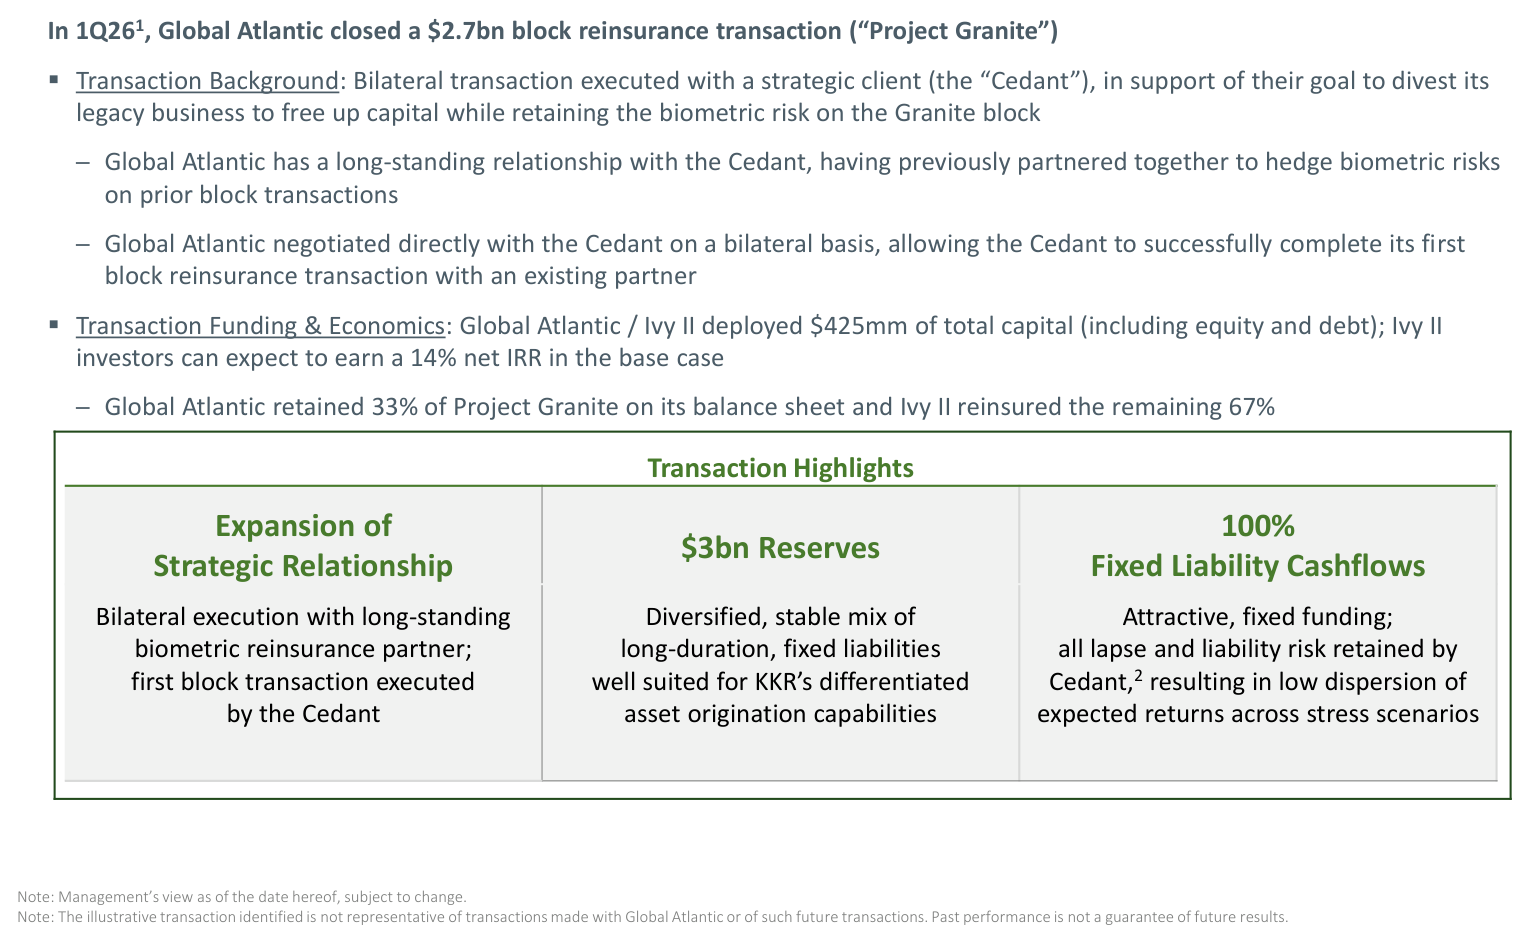 In 1Q26¹, Global Atlantic closed a $2.7bn block reinsurance transaction (“Project Granite”)
▪ Transaction Background: Bilateral transaction executed with a strategic client (the “Cedant”), in support of their goal to divest its
legacy business to free up capital while retaining the biometric risk on the Granite block
– Global Atlantic has a long-standing relationship with the Cedant, having previously partnered together to hedge biometric risks
on prior block transactions
– Global Atlantic negotiated directly with the Cedant on a bilateral basis, allowing the Cedant to successfully complete its first
block reinsurance transaction with an existing partner
▪ Transaction Funding & Economics: Global Atlantic / Ivy II deployed $425mm of total capital (including equity and debt); Ivy II
investors can expect to earn a 14% net IRR in the base case
– Global Atlantic retained 33% of Project Granite on its balance sheet and Ivy II reinsured the remaining 67%
Transaction Highlights
Expansion of
Strategic Relationship
Bilateral execution with long-standing
biometric reinsurance partner;
first block transaction executed
by the Cedant
$3bn Reserves
Diversified, stable mix of
long-duration, fixed liabilities
well suited for KKR’s differentiated
asset origination capabilities
100%
Fixed Liability Cashflows
Attractive, fixed funding;
all lapse and liability risk retained by
Cedant,² resulting in low dispersion of
expected returns across stress scenarios
Note: Management’s view as of the date hereof, subject to change.
Note: The illustrative transaction identified is not representative of transactions made with Global Atlantic or of such future transactions. Past performance is not a guarantee of future results.